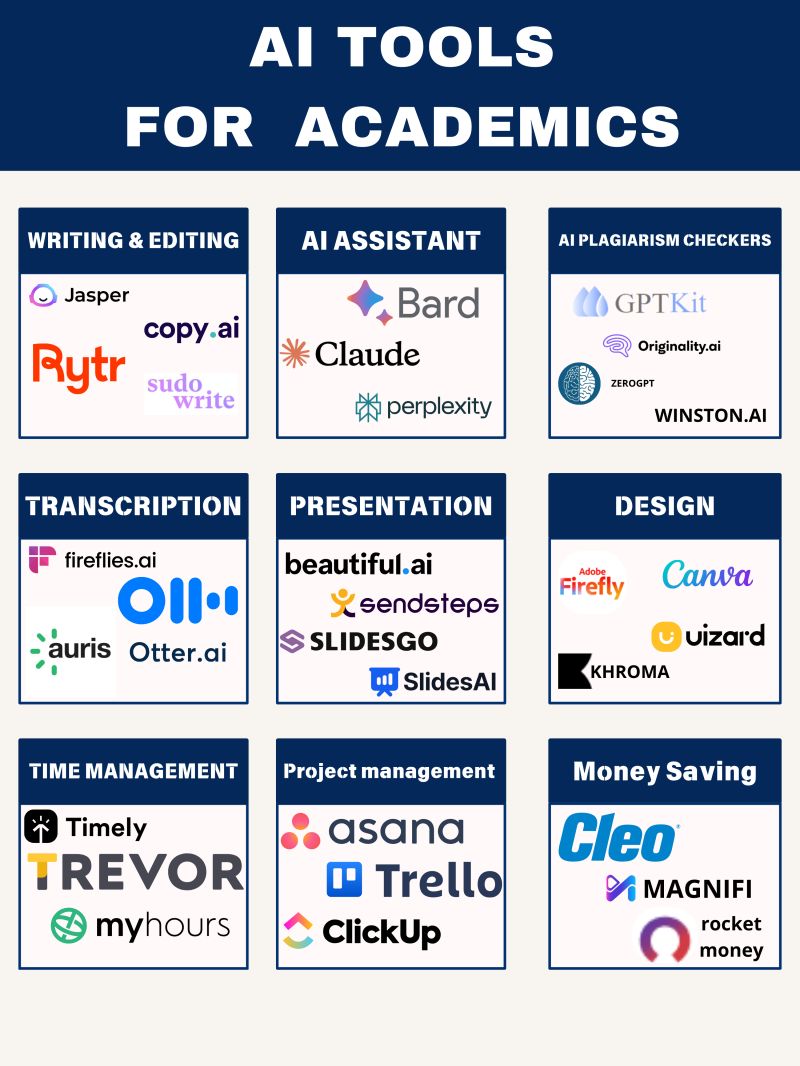 AI TOOLS
FOR ACADEMICS
WRITING & EDITING
Jasper
copy.ai
Rytr
sudo
write
AI ASSISTANT
Bard
Claude
perplexity
AI PLAGIARISM CHECKERS
GPTKit
Originality.ai
ZEROGPT
WINSTON.AI
TRANSCRIPTION
fireflies.ai
auris
Otter.ai
PRESENTATION
beautiful.ai
sendsteps
SLIDESGO
SlidesAI
DESIGN
Adobe
Firefly
Canva
uizard
KHROMA
TIME MANAGEMENT
Timely
TREVOR
myhours
Project management
asana
Trello
ClickUp
Money Saving
Cleo
MAGNIFI
rocket
money